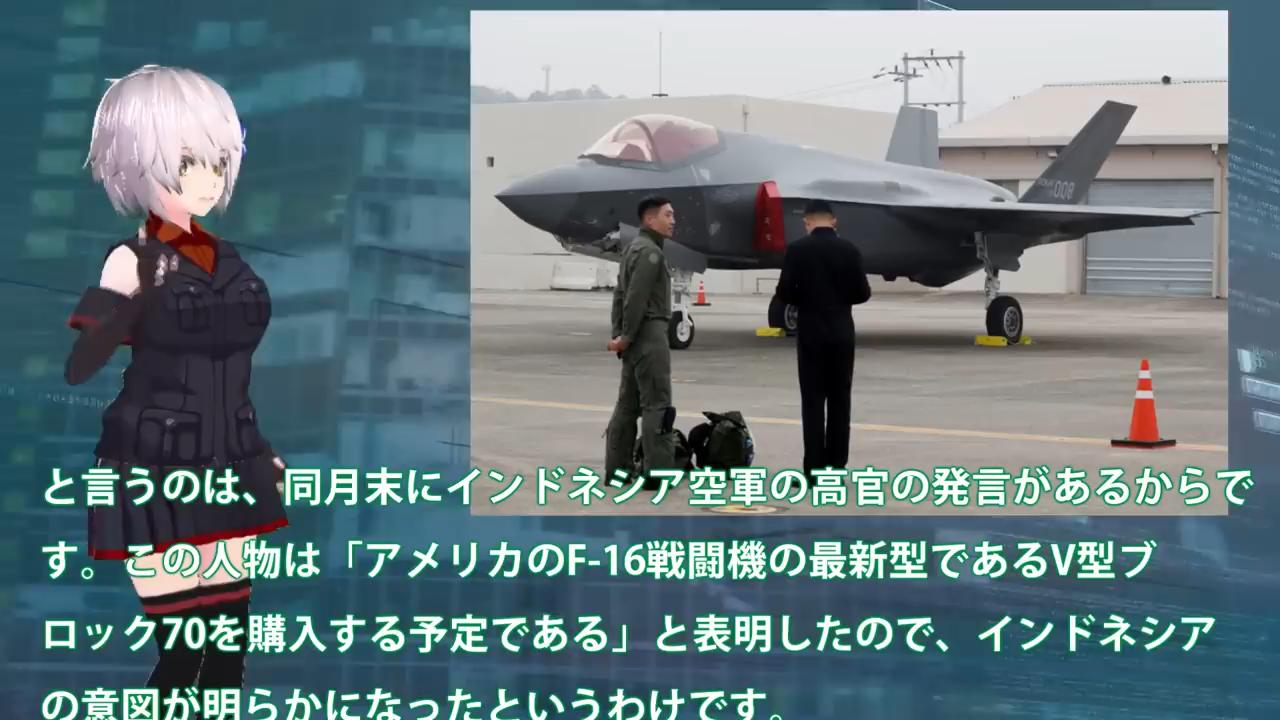 008
と言うのは、同月末にインドネシア空軍の高官の発言があるからで
す。この人物は「アメリカのF-16戦闘機の最新型であるV型ブ
ロック70を購入する予定である」と表明したので、インドネシア
の意図が明らかになったというわけです。